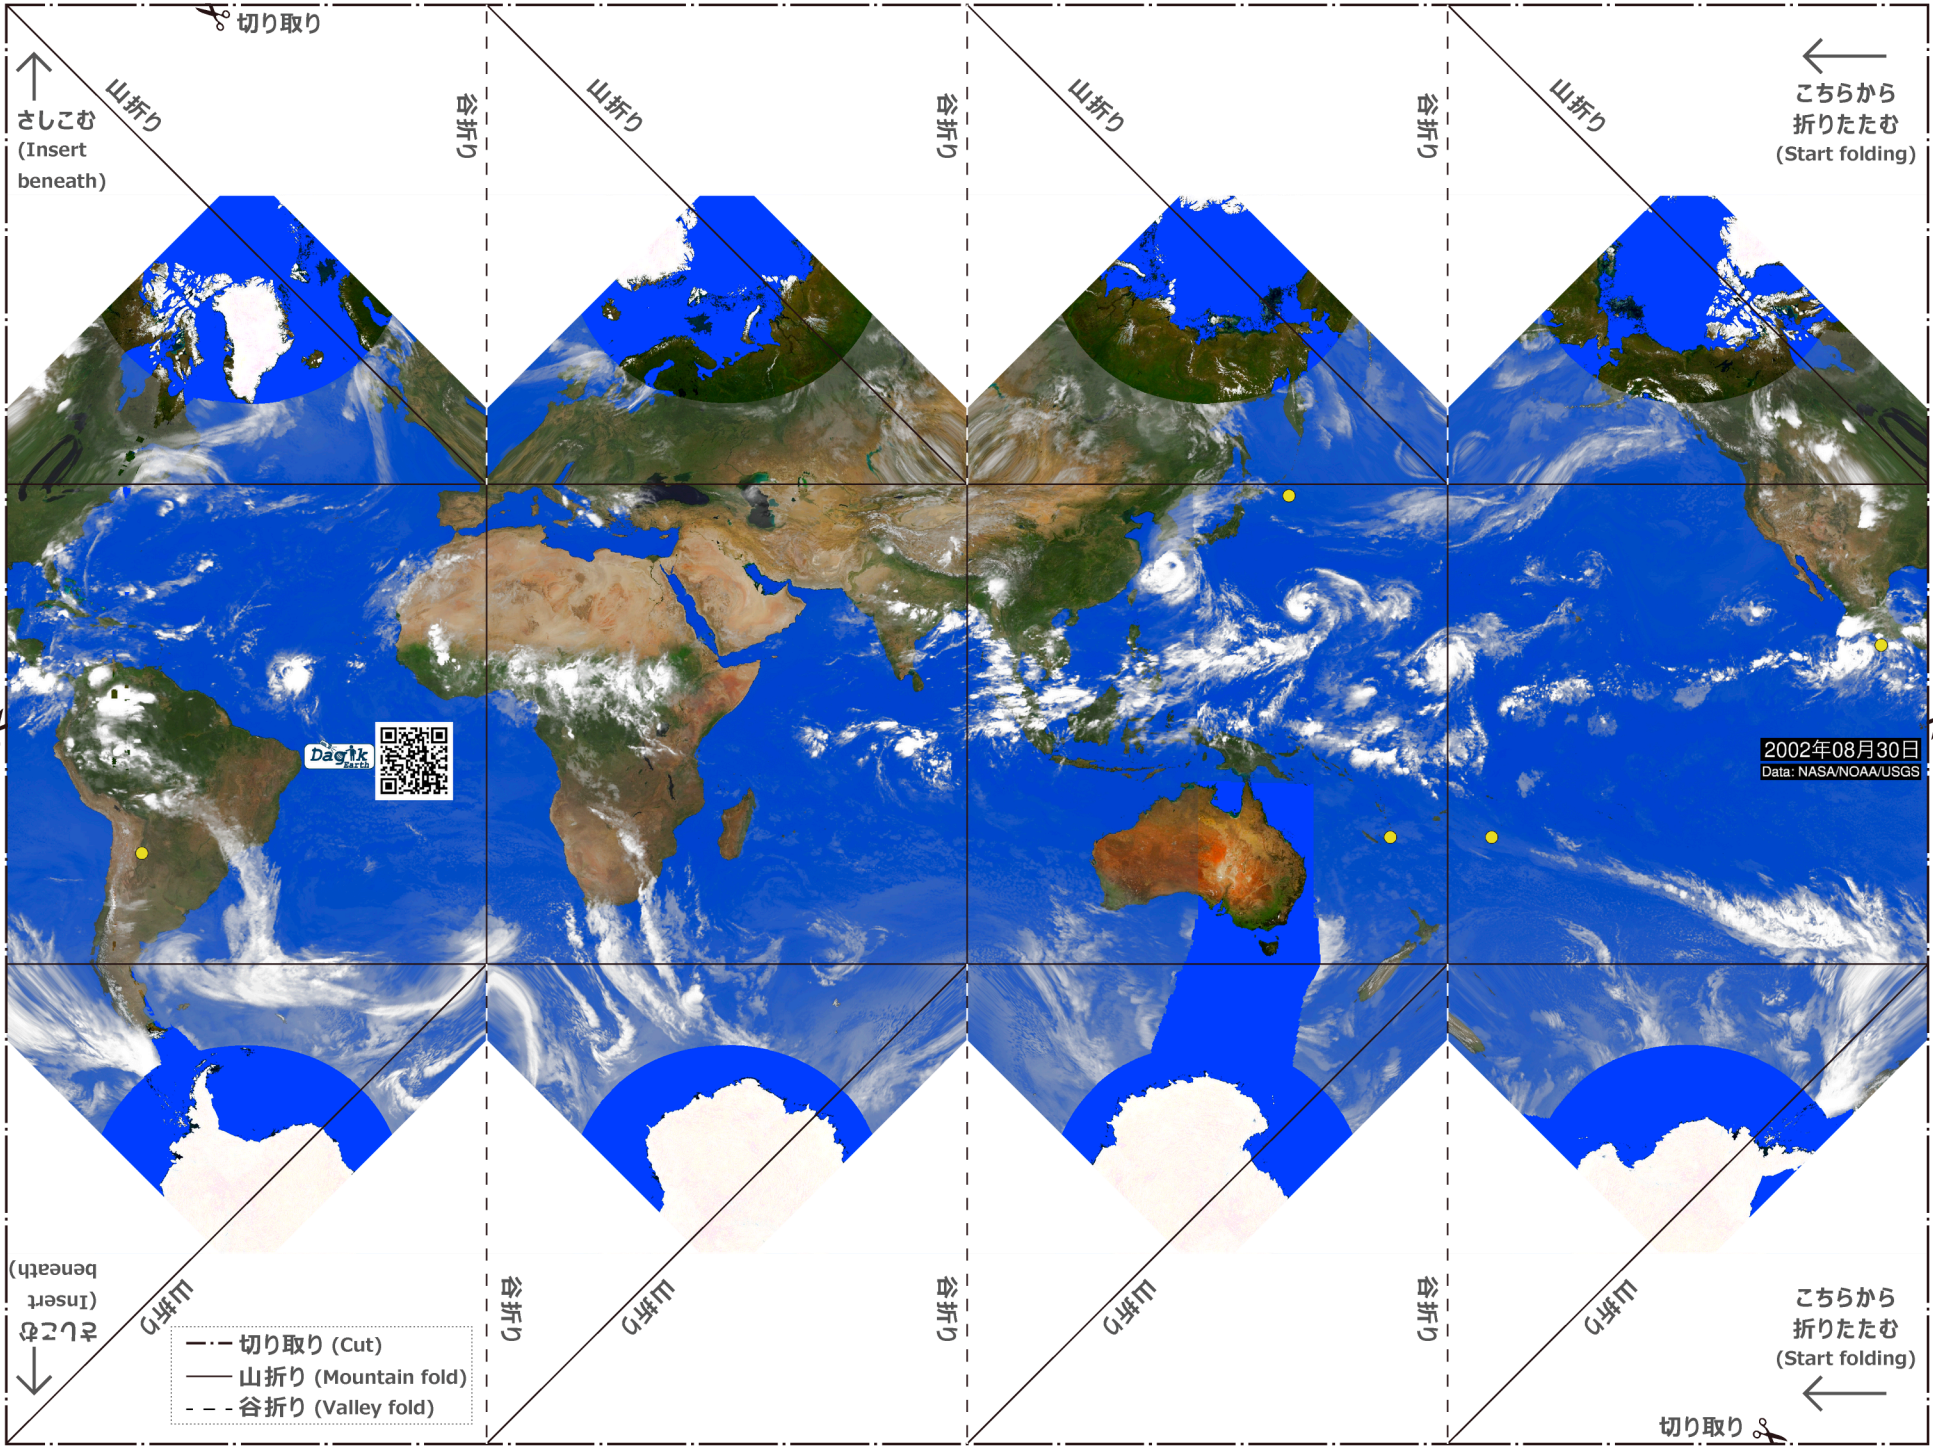 切り取り
山折り
谷折り
山折り
谷折り
山折り
谷折り
山折り
さしこむ
(Insert
beneath)
こちらから
折りたたむ
(Start folding)
Dagik
Earth
2002年08月30日
Data: NASA/NOAA/USGS
さしこむ
(Insert
beneath)
山折り
谷折り
山折り
谷折り
山折り
谷折り
山折り
こちらから
折りたたむ
(Start folding)
切り取り (Cut)
山折り (Mountain fold)
谷折り (Valley fold)
切り取り